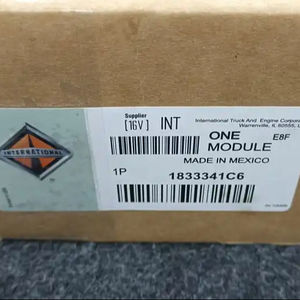 Supplier
[16V] INT
International Truck And Engine Corpora
Warrenville, IL 60555,
ONE E8F
MODULE
MADE IN MEXICO
1P
1833341C6
INTERNATIONAL